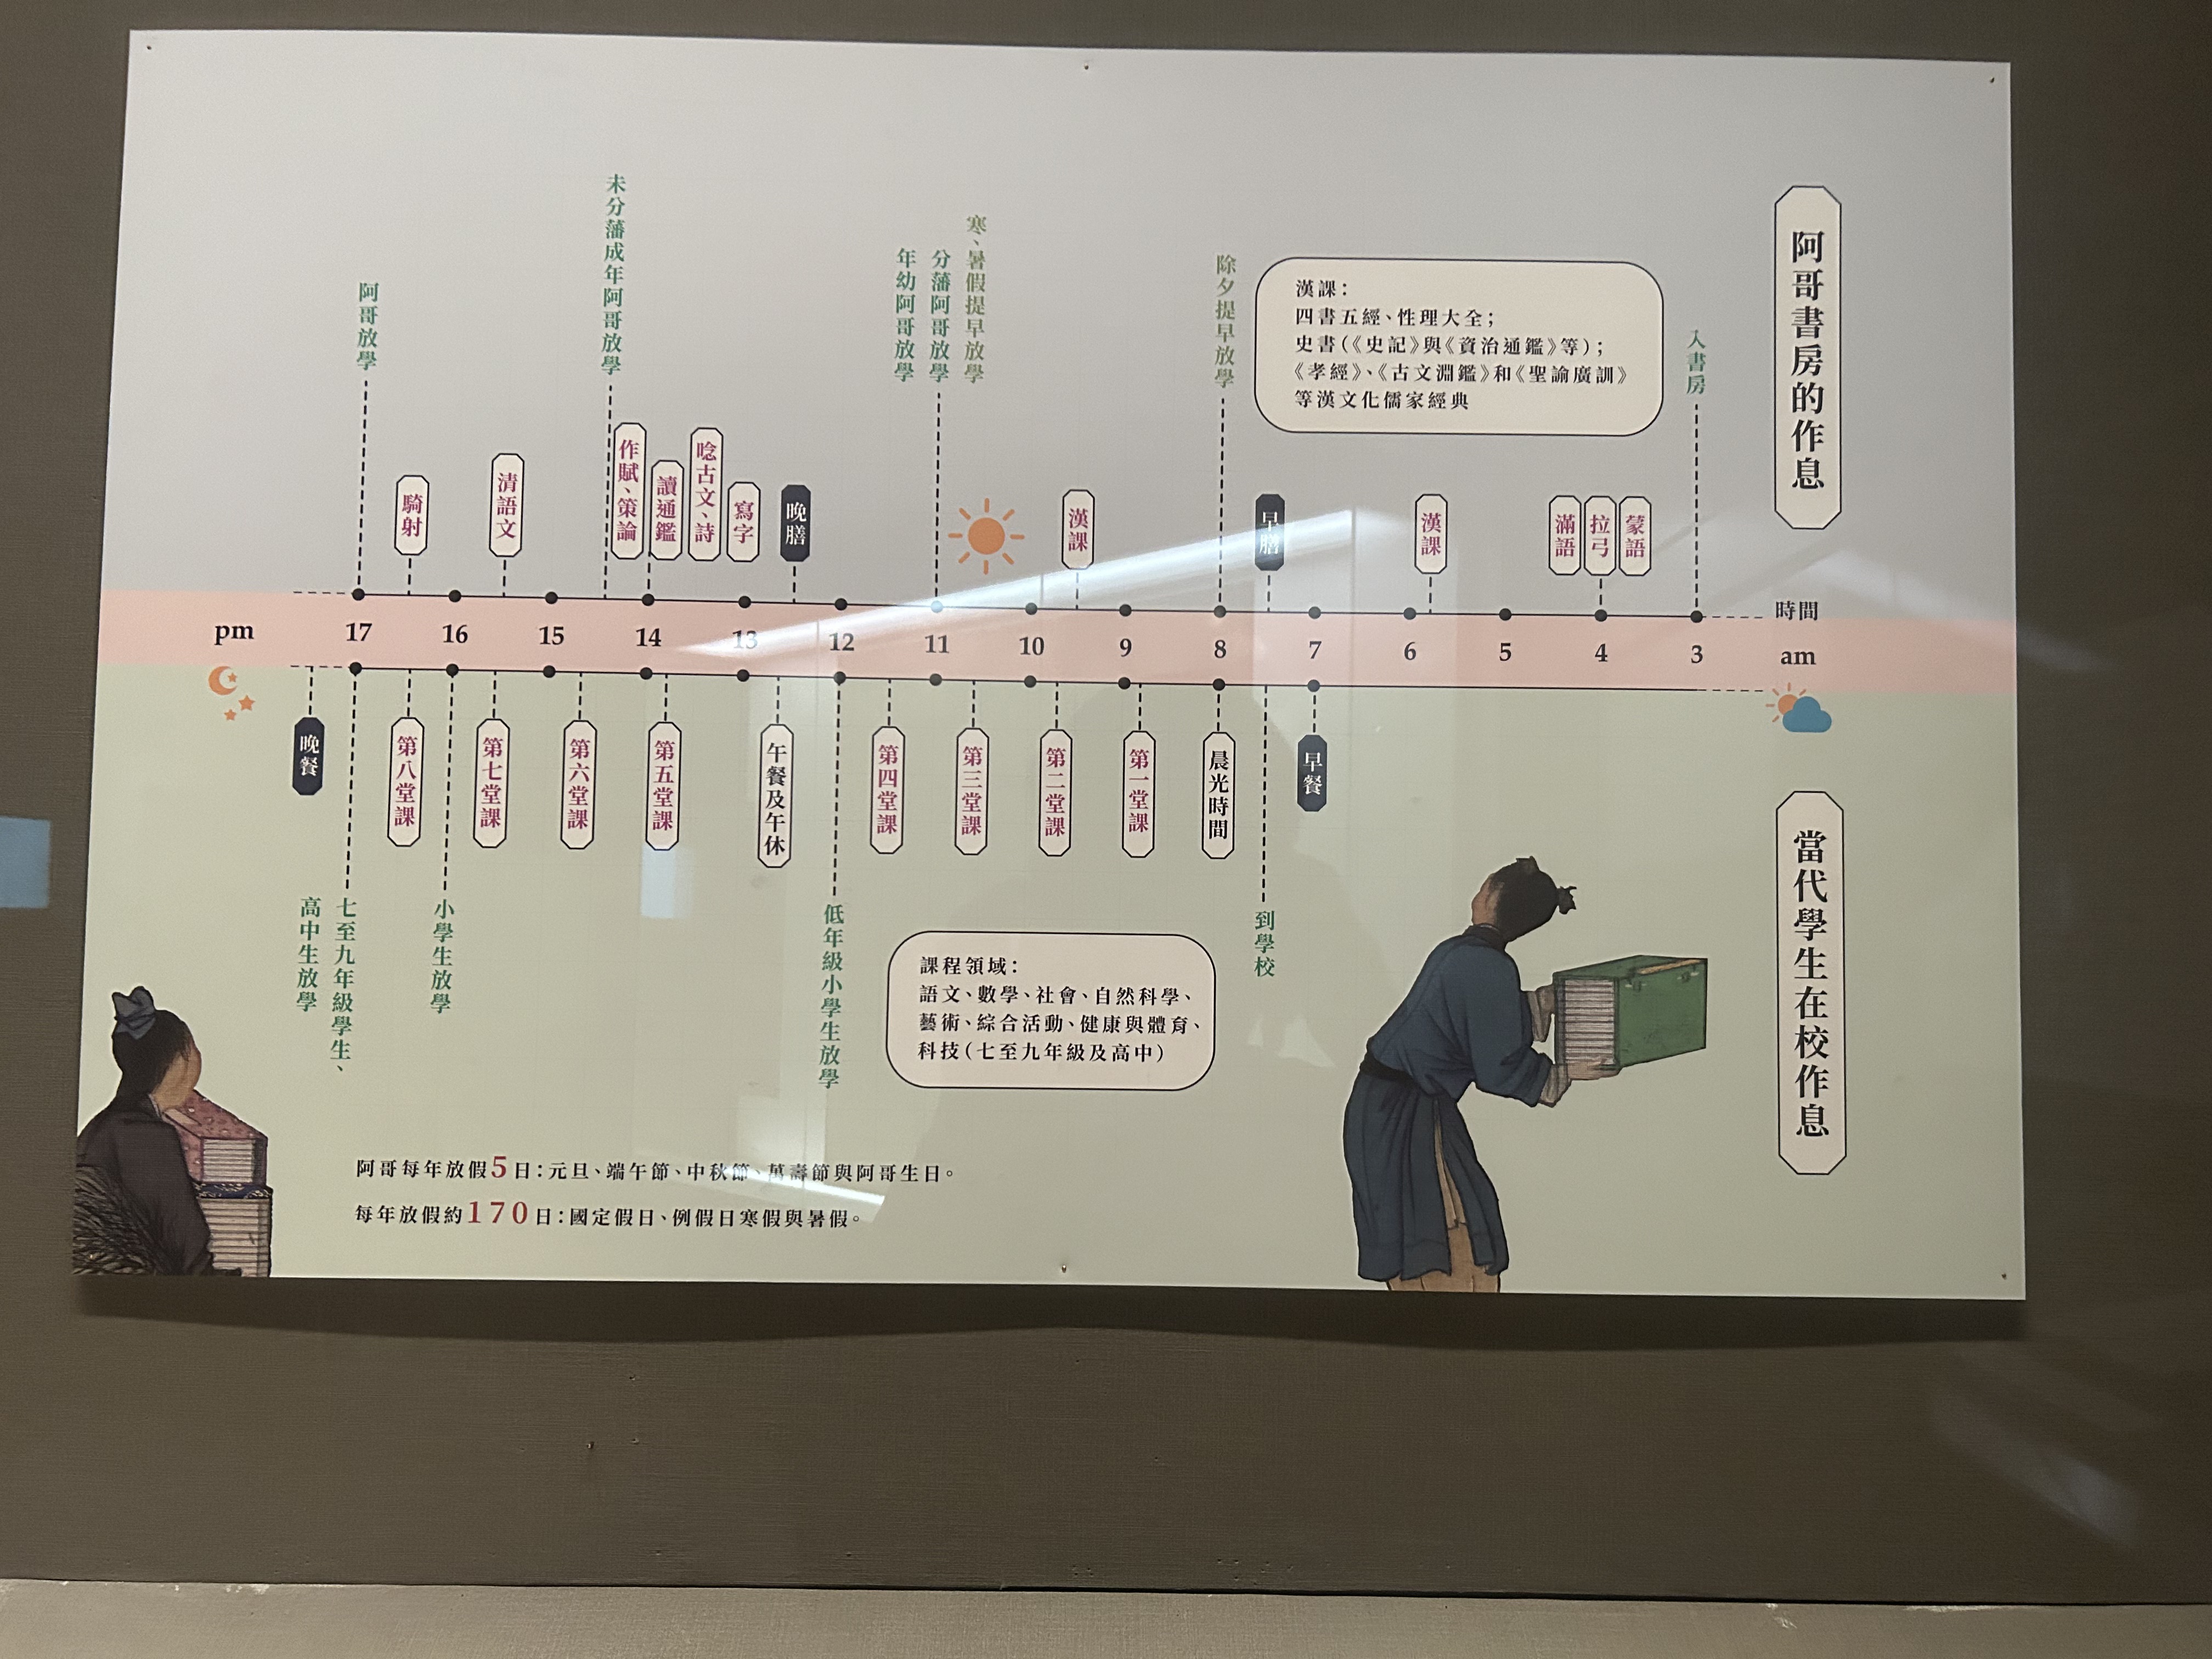 阿哥書房的作息
入書房
漢課：
四書五經、性理大全；
史書（《史記》與《資治通鑑》等）；
《孝經》、《古文淵鑑》和《聖諭廣訓》
等漢文化儒家經典
除夕提早放學
寒、暑假提早放學
分藩阿哥放學
年幼阿哥放學
未分藩成年阿哥放學
阿哥放學
蒙語
拉弓
滿語
漢課
早膳
漢課
晚膳
寫字
唸古文、詩
讀通鑑
作賦、策論
清語文
騎射
時間
am
3
4
5
6
7
8
9
10
11
12
13
14
15
16
17
pm
當代學生在校作息
早餐
到學校
晨光時間
第一堂課
第二堂課
第三堂課
第四堂課
低年級小學生放學
午餐及午休
第五堂課
第六堂課
第七堂課
小學生放學
第八堂課
七至九年級學生、
高中生放學
晚餐
課程領域：
語文、數學、社會、自然科學、
藝術、綜合活動、健康與體育、
科技（七至九年級及高中）
阿哥每年放假5日：元旦、端午節、中秋節、萬壽節與阿哥生日。
每年放假約170日：國定假日、例假日寒假與暑假。